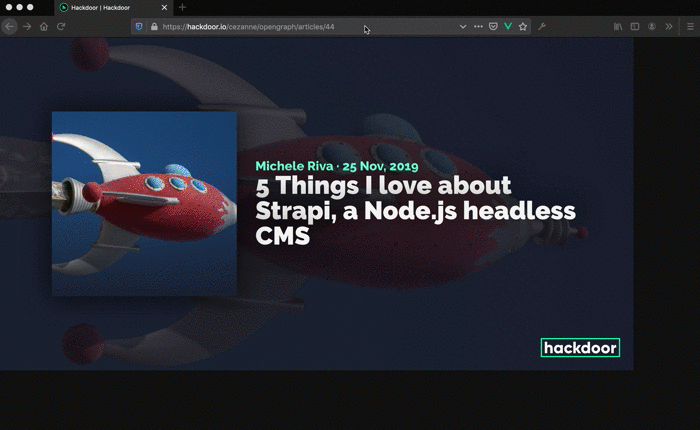 Hackdoor | Hackdoor
https://hackdoor.io/cezanne/opengraph/articles/44
Michele Riva · 25 Nov, 2019
5 Things I love about
Strapi, a Node.js headless
CMS
hackdoor